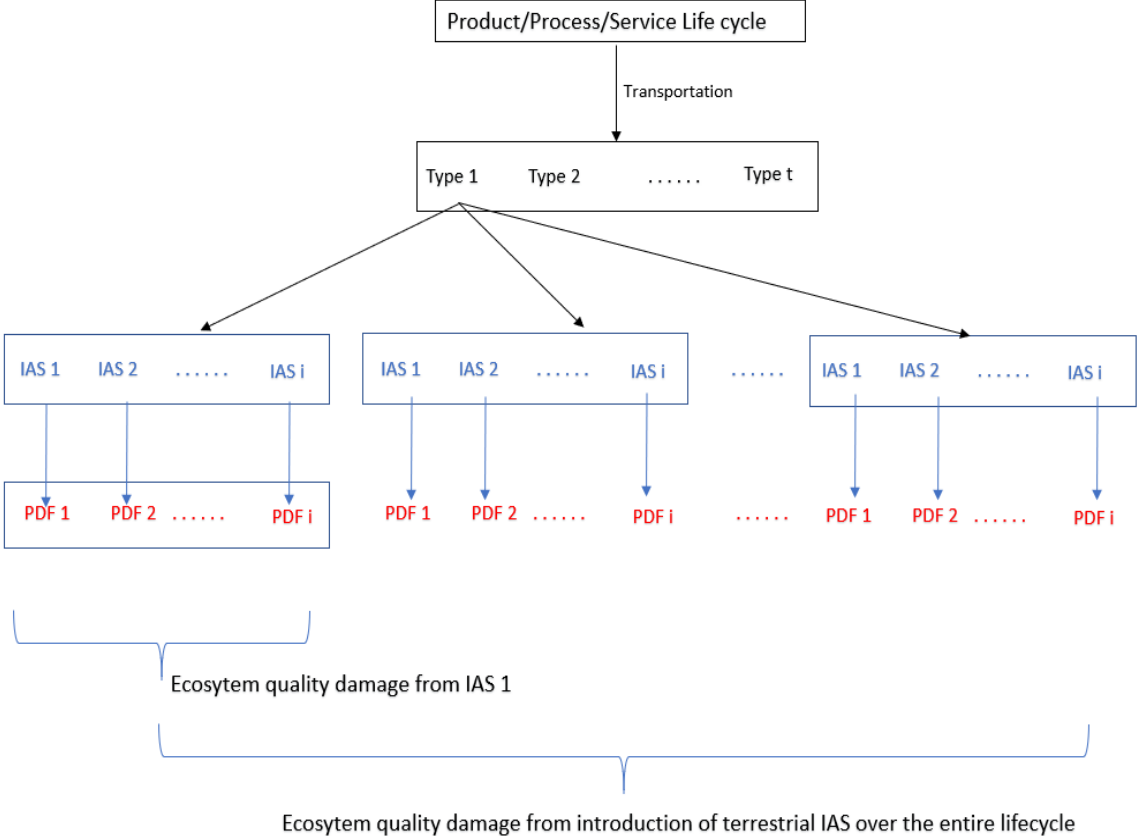 Product/Process/Service Life cycle
Transportation
Type 1 Type 2 ...... Type t
IAS 1 IAS 2 ...... IAS i IAS 1 IAS 2 ...... IAS i ...... IAS 1 IAS 2 ...... IAS i
PDF 1 PDF 2 ...... PDF i PDF 1 PDF 2 ...... PDF i ...... PDF 1 PDF 2 ...... PDF i
Ecosytem quality damage from IAS 1
Ecosytem quality damage from introduction of terrestrial IAS over the entire lifecycle